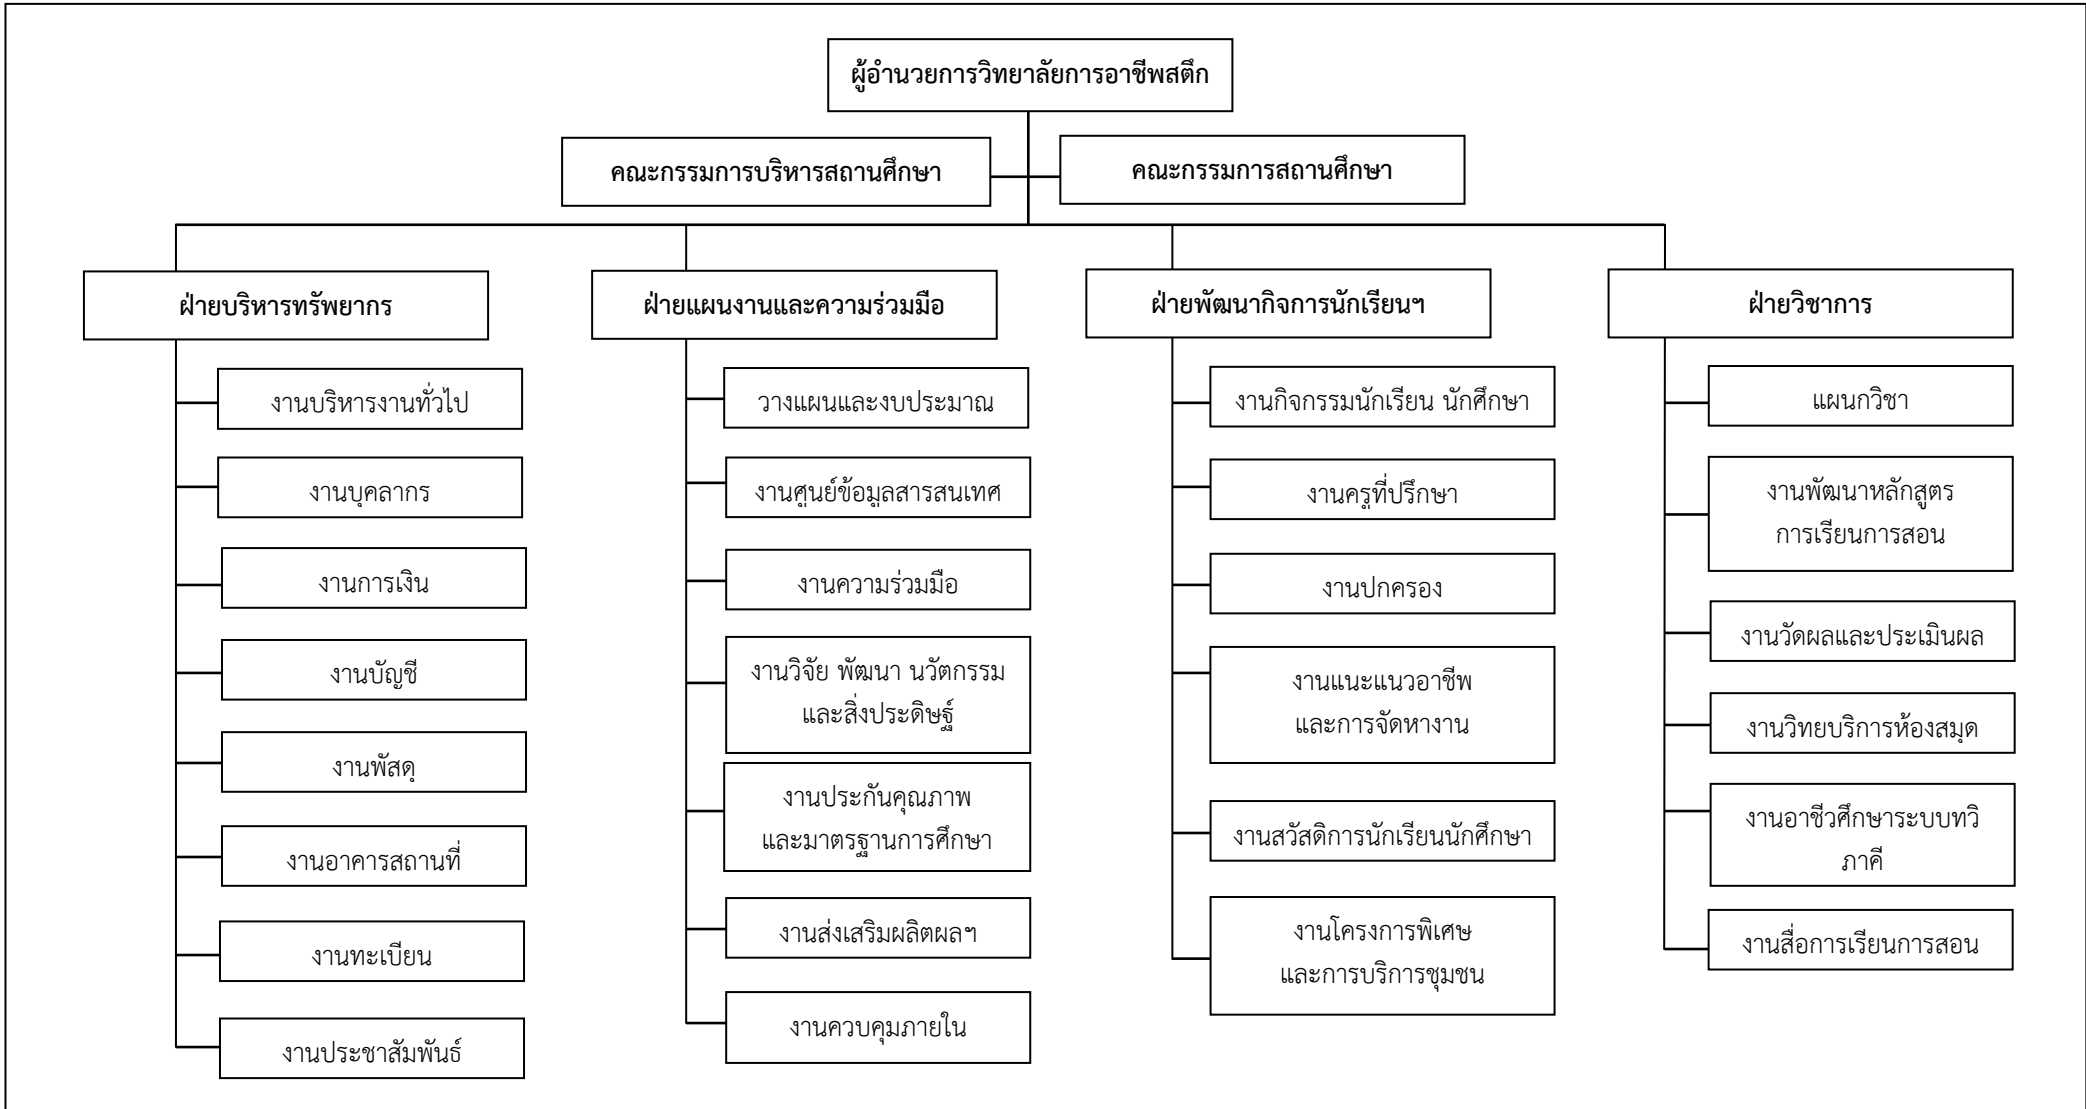 ผู้อำนวยการวิทยาลัยการอาชีพสตึก
คณะกรรมการบริหารสถานศึกษา
คณะกรรมการสถานศึกษา
ฝ่ายบริหารทรัพยากร
งานบริหารงานทั่วไป
งานบุคลากร
งานการเงิน
งานบัญชี
งานพัสดุ
งานอาคารสถานที่
งานทะเบียน
งานประชาสัมพันธ์
ฝ่ายแผนงานและความร่วมมือ
วางแผนและงบประมาณ
งานศูนย์ข้อมูลสารสนเทศ
งานความร่วมมือ
งานวิจัย พัฒนา นวัตกรรม
และสิ่งประดิษฐ์
งานประกันคุณภาพ
และมาตรฐานการศึกษา
งานส่งเสริมผลิตผลฯ
งานควบคุมภายใน
ฝ่ายพัฒนากิจการนักเรียนฯ
งานกิจกรรมนักเรียน นักศึกษา
งานครูที่ปรึกษา
งานปกครอง
งานแนะแนวอาชีพ
และการจัดหางาน
งานสวัสดิการนักเรียนนักศึกษา
งานโครงการพิเศษ
และการบริการชุมชน
ฝ่ายวิชาการ
แผนกวิชา
งานพัฒนาหลักสูตร
การเรียนการสอน
งานวัดผลและประเมินผล
งานวิทยบริการห้องสมุด
งานอาชีวศึกษาระบบทวิ
ภาคี
งานสื่อการเรียนการสอน